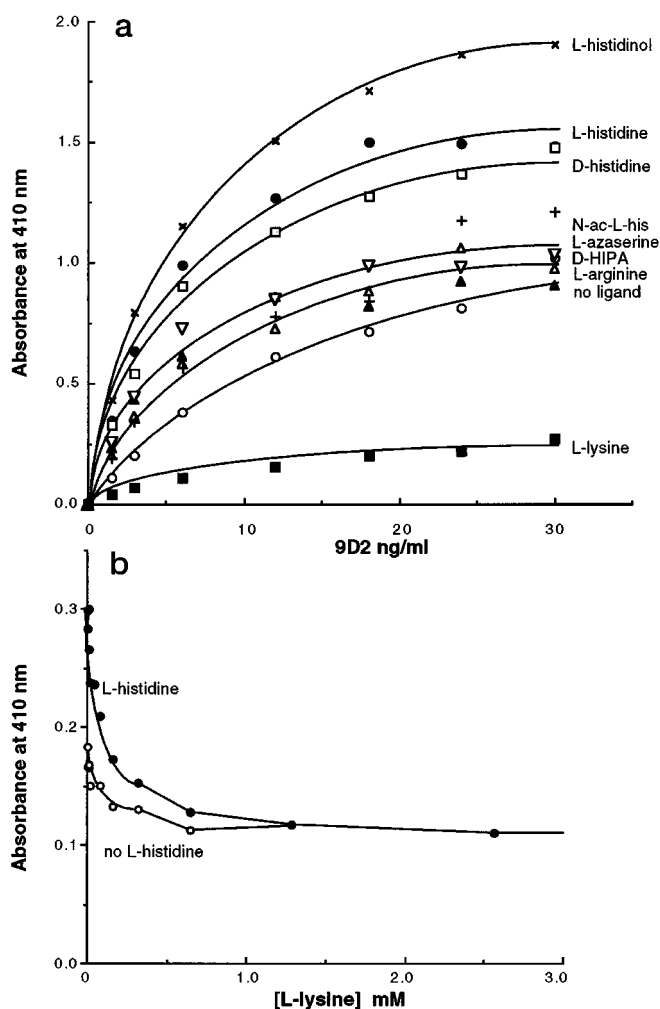 a
2.0
1.5
1.0
0.5
0.0
Absorbance at 410 nm
L-histidinol
L-histidine
D-histidine
N-ac-L-his
L-azaserine
D-HIPA
L-arginine
no ligand
L-lysine
0
10
20
30
9D2 ng/ml
b
0.3
0.2
0.1
0.0
Absorbance at 410 nm
L-histidine
no L-histidine
0
1.0
2.0
3.0
[L-lysine] mM